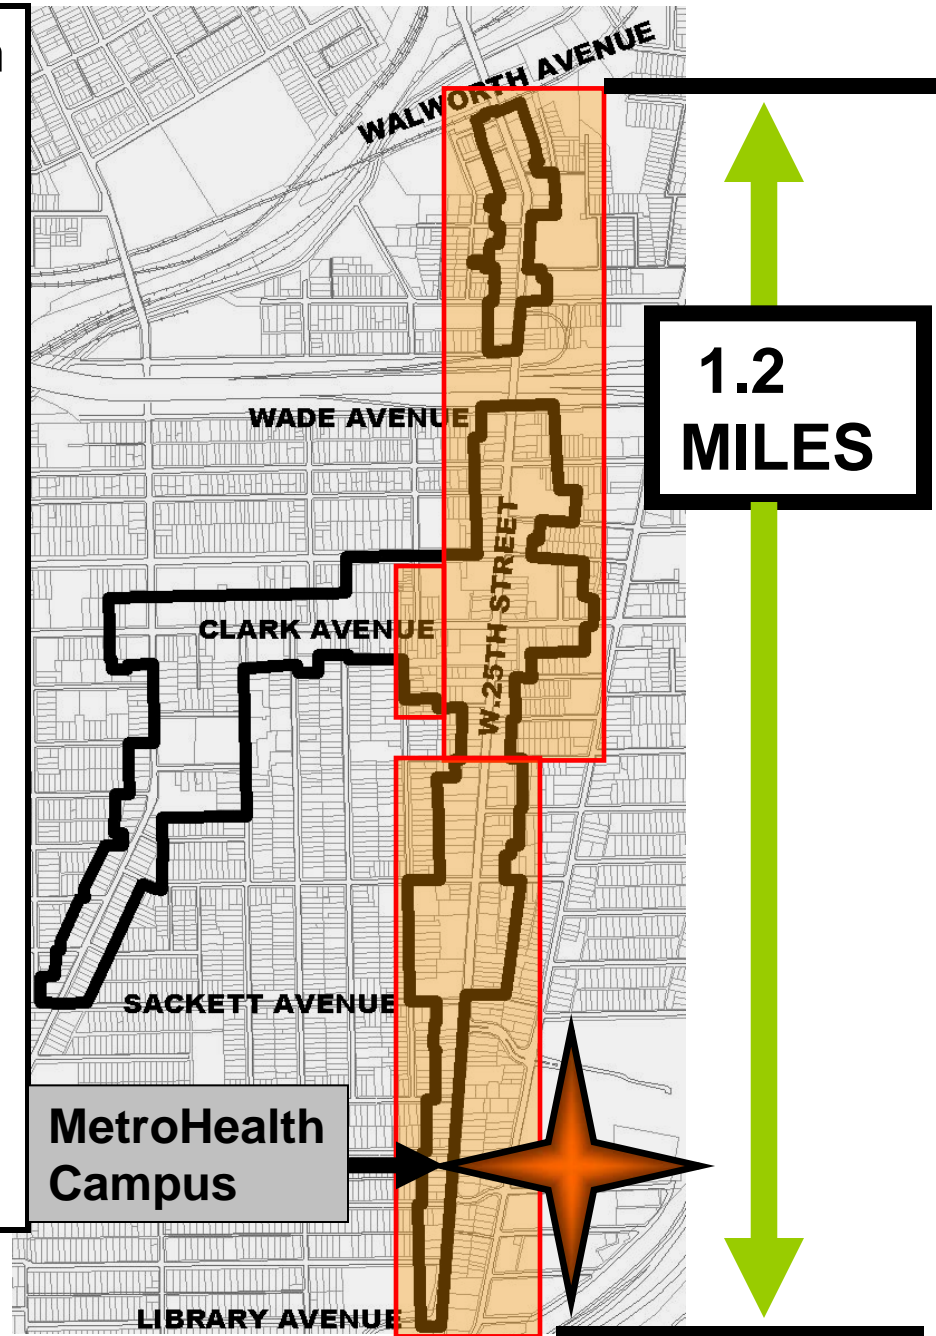 WALWORTH AVENUE
1.2
MILES
WADE AVENUE
W.25TH STREET
CLARK AVENUE
SACKETT AVENUE
MetroHealth
Campus
LIBRARY AVENUE